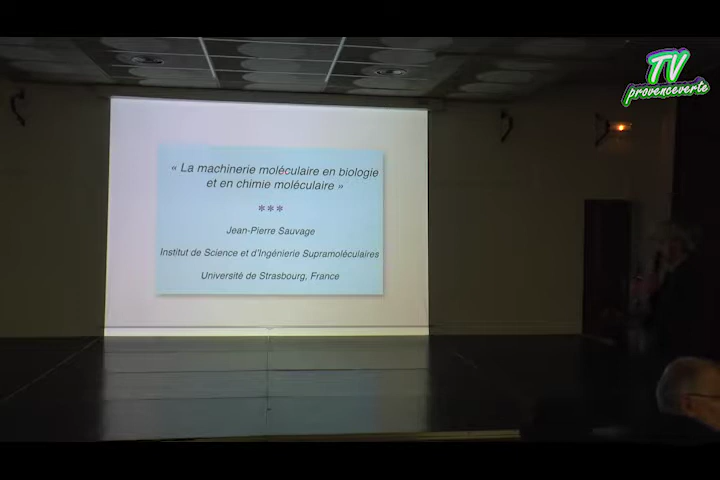 TV
provenceverte
« La machinerie moléculaire en biologie
et en chimie moléculaire »
***
Jean-Pierre Sauvage
Institut de Science et d'Ingénierie Supramoléculaires
Université de Strasbourg, France